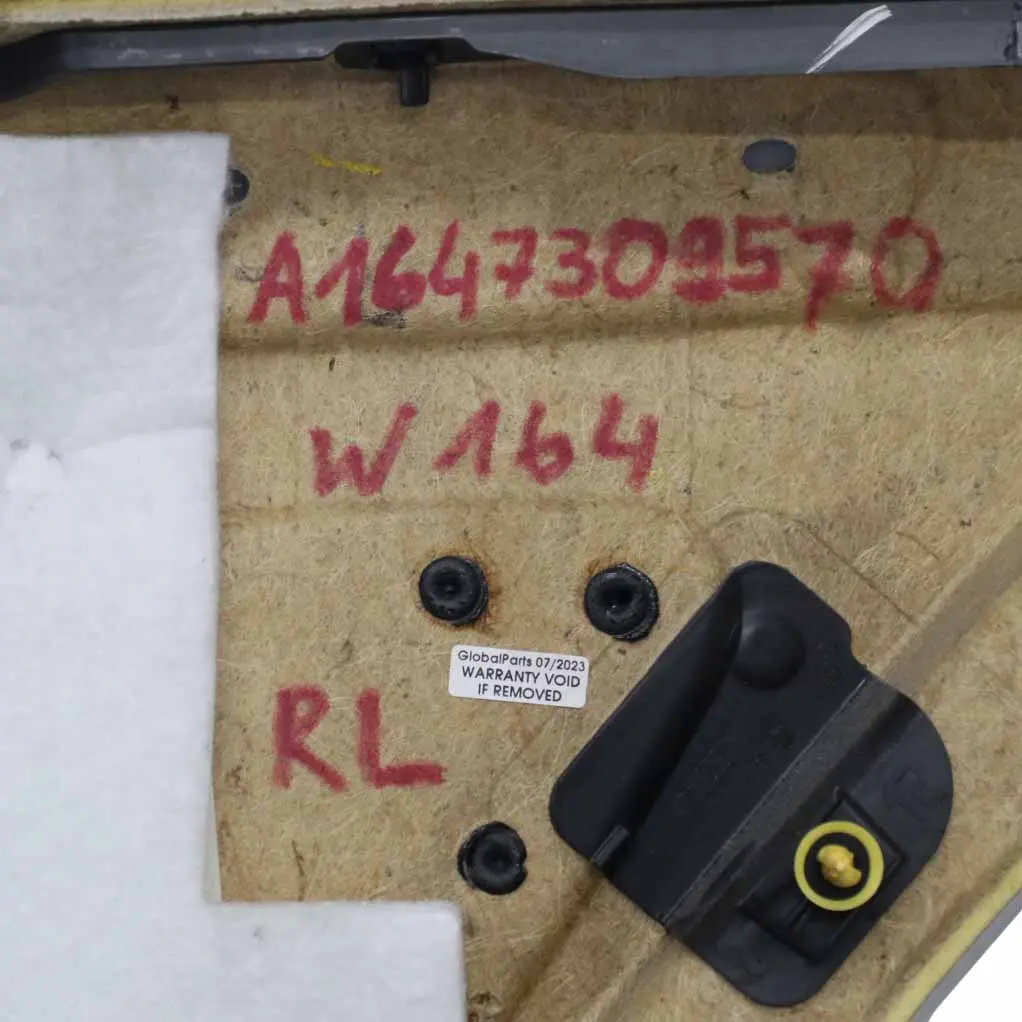 A1647309570
W164
GlobalParts 07/2023
WARRANTY VOID
IF REMOVED
RL